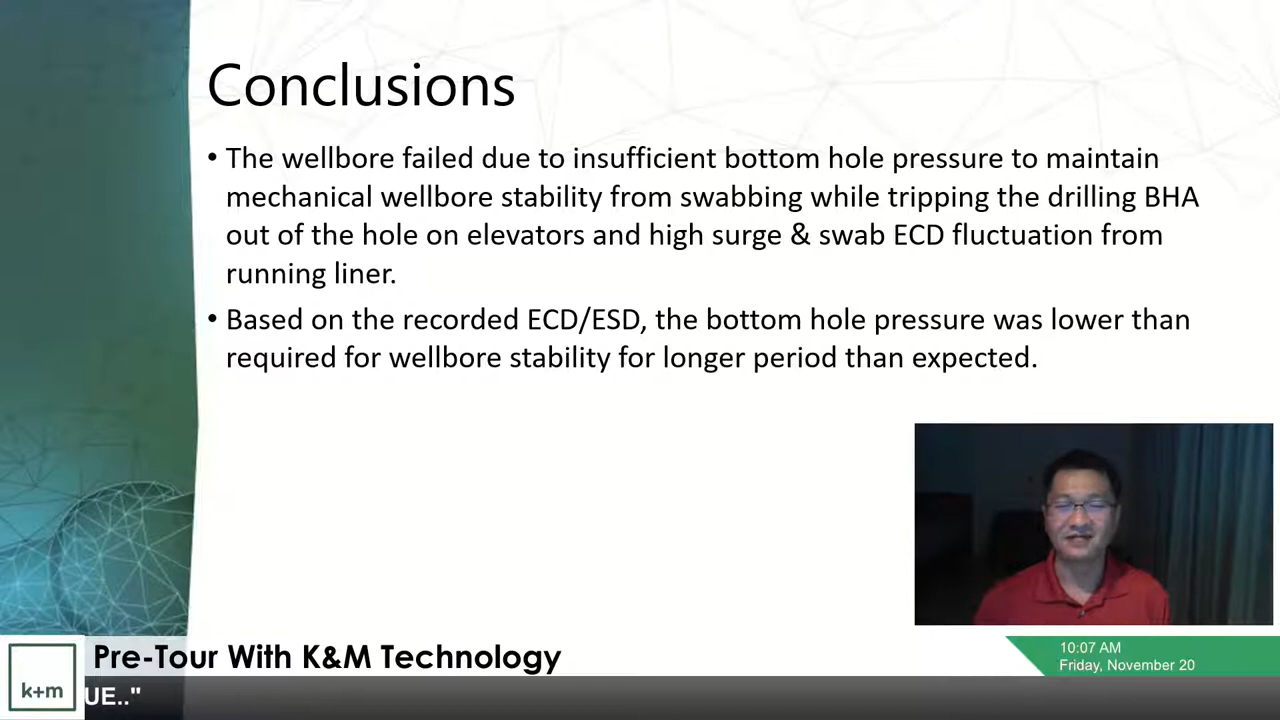 Conclusions
• The wellbore failed due to insufficient bottom hole pressure to maintain
mechanical wellbore stability from swabbing while tripping the drilling BHA
out of the hole on elevators and high surge & swab ECD fluctuation from
running liner.
• Based on the recorded ECD/ESD, the bottom hole pressure was lower than
required for wellbore stability for longer period than expected.
Pre-Tour With K&M Technology
10:07 AM
Friday, November 20
k+m
UE.."